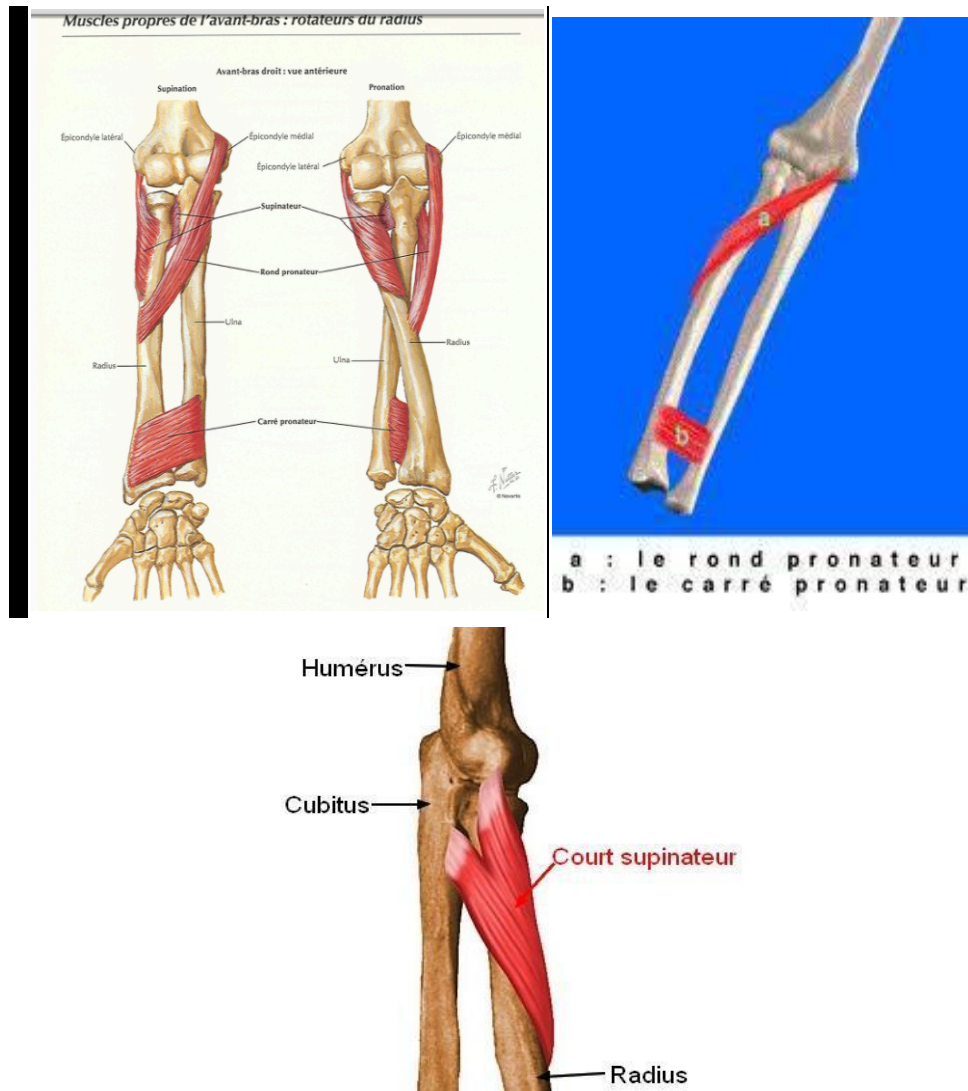 Muscles propres de l'avant-bras : rotateurs du radius
Avant-bras droit : vue antérieure
Supination
Pronation
Épicondyle latéral
Épicondyle médial
Épicondyle latéral
Épicondyle médial
Supinateur
Rond pronateur
Ulna
Radius
Ulna
Radius
Carré pronateur
© Novartis
a
b
a : le rond pronateur
b : le carré pronateur
Humérus
Cubitus
Court supinateur
Radius